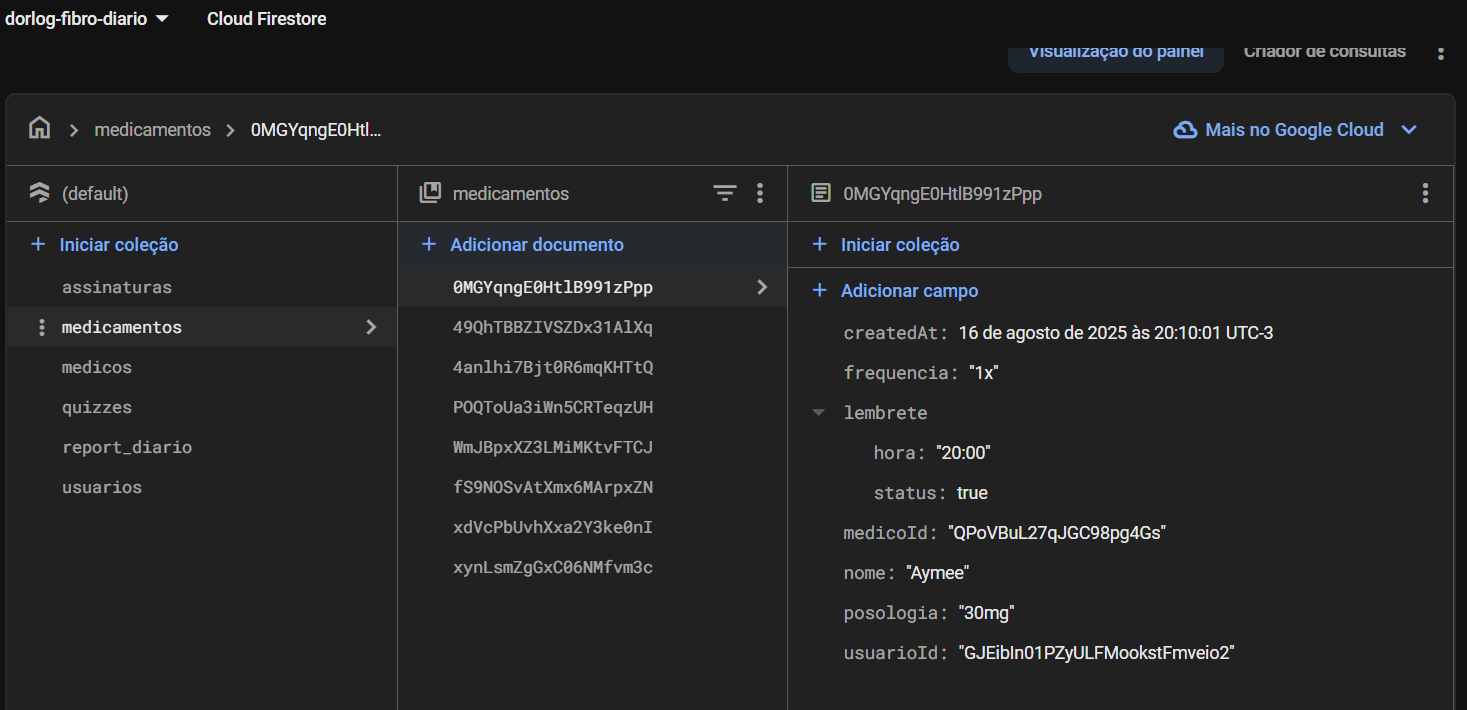 dorlog-fibro-diario Cloud Firestore
Visualização do painel Criador de consultas
medicamentos 0MGYqngE0Htl...
Mais no Google Cloud
(default)
Iniciar coleção
assinaturas
medicamentos
medicos
quizzes
report_diario
usuarios
medicamentos
Adicionar documento
0MGYqngE0HtlB991zPpp
49QhTBBZIVSZDx31AlXq
4anlhi7Bjt0R6mqKHTtQ
POQToUa3iWn5CRTeqzUH
WmJBpxXZ3LMiMKtvFTCJ
fS9NOSvAtXmx6MArpxZN
xdVcPbUvhXxa2Y3ke0nI
xynLsmZgGxC06NMfvm3c
0MGYqngE0HtlB991zPpp
Iniciar coleção
Adicionar campo
createdAt: 16 de agosto de 2025 às 20:10:01 UTC-3
frequencia: "1x"
lembrete
hora: "20:00"
status: true
medicoId: "QPoVBuL27qJGC98pg4Gs"
nome: "Aymee"
posologia: "30mg"
usuarioId: "GJEibIn01PZyULFMookstFmveio2"